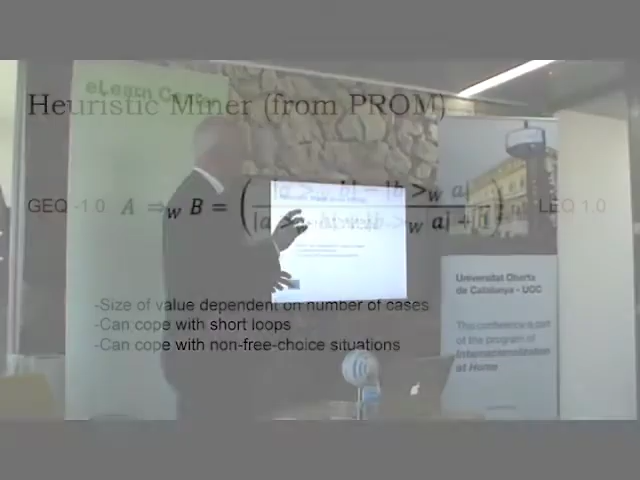 eLearn Center
Heuristic Miner (from PROM)
GEQ -1.0 A ⇒w B = ( |a >w b| − |b >w a| / |a >w b| + |b >w a| + 1 ) LEQ 1.0
-Size of value dependent on number of cases
-Can cope with short loops
-Can cope with non-free-choice situations
Universitat Oberta
de Catalunya - UOC
This conference is part
of the program of
Internationalization
at Home